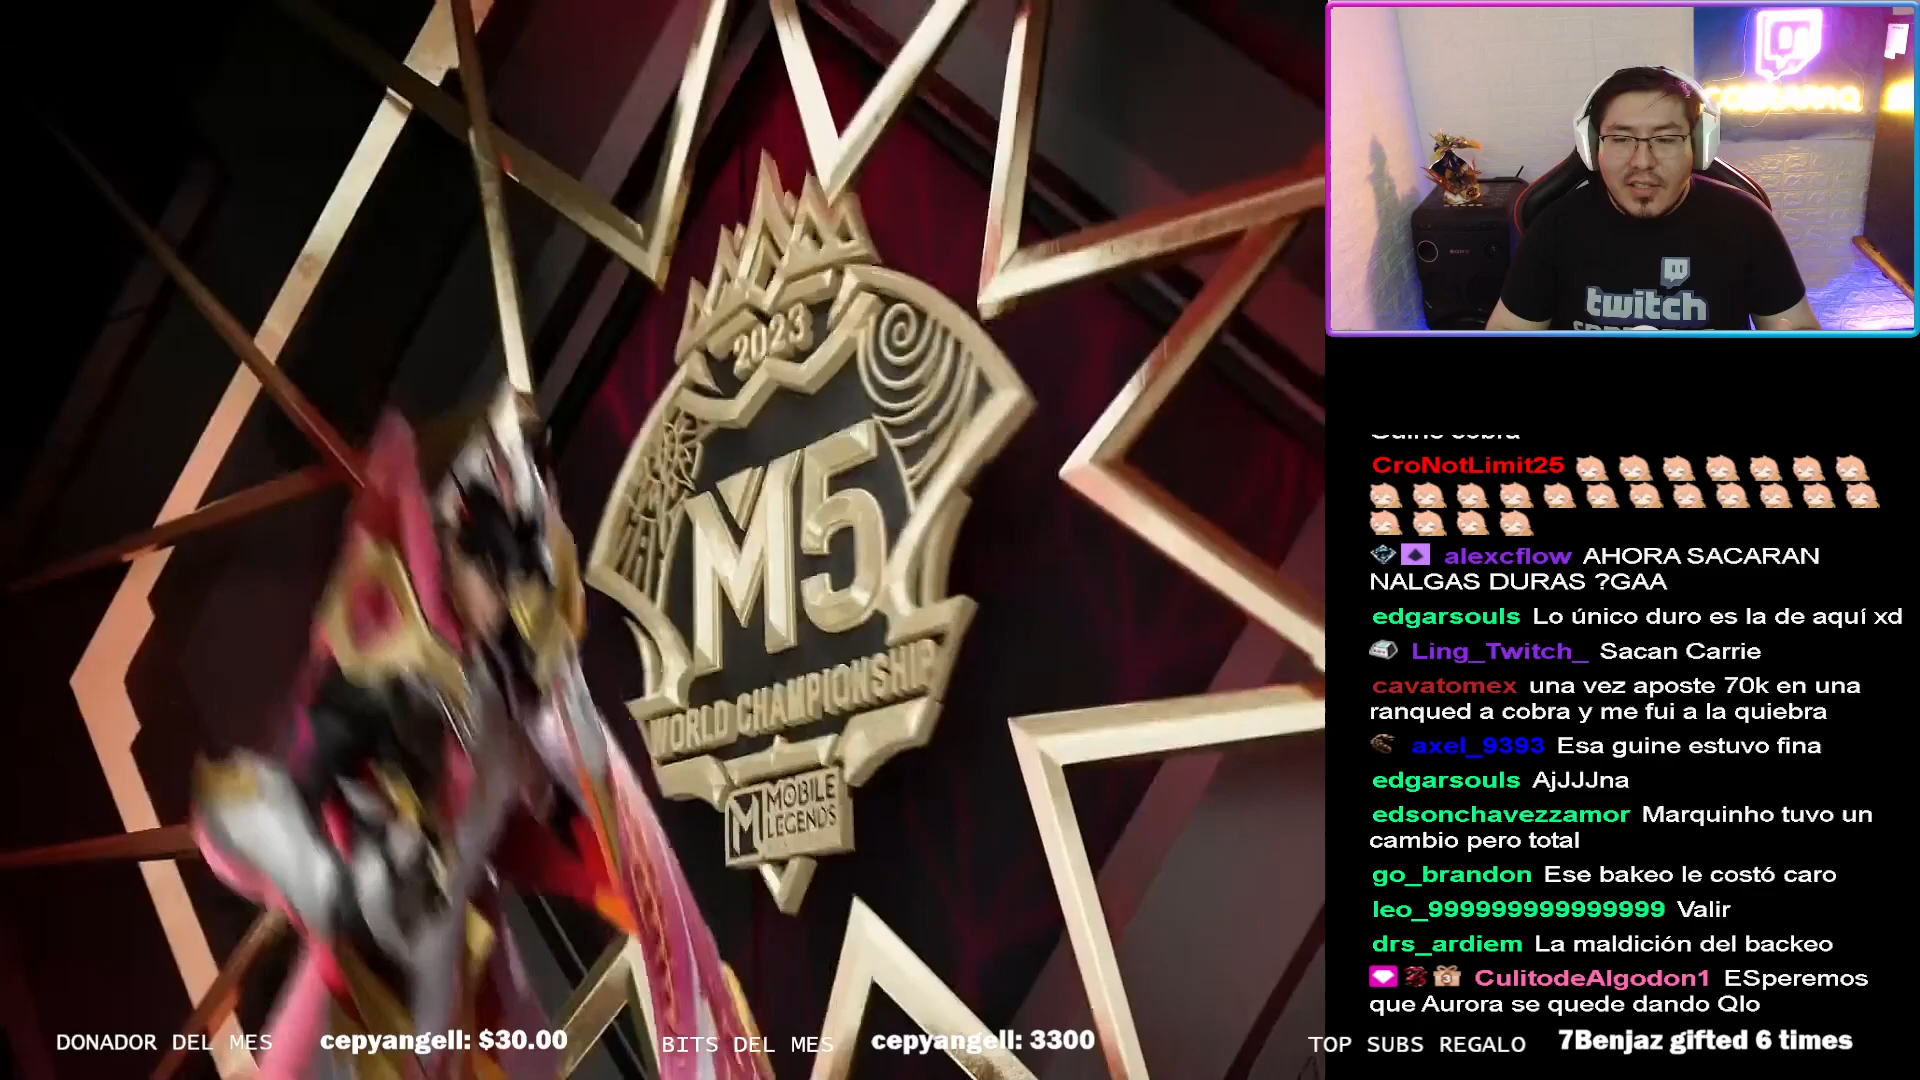 2023
M5
WORLD CHAMPIONSHIP
MOBILE
LEGENDS
twitch
CroNotLimit25
alexcflow AHORA SACARAN
NALGAS DURAS ?GAA
edgarsouls Lo único duro es la de aquí xd
Ling_Twitch_ Sacan Carrie
cavatomex una vez aposte 70k en una
ranqued a cobra y me fui a la quiebra
axel_9393 Esa guine estuvo fina
edgarsouls AjJJJna
edsonchavezzamor Marquinho tuvo un
cambio pero total
go_brandon Ese bakeo le costó caro
leo_999999999999999 Valir
drs_ardiem La maldición del backeo
CulitodeAlgodon1 ESperemos
que Aurora se quede dando Qlo
DONADOR DEL MES cepyangell: $30.00 BITS DEL MES cepyangell: 3300 TOP SUBS REGALO 7Benjaz gifted 6 times